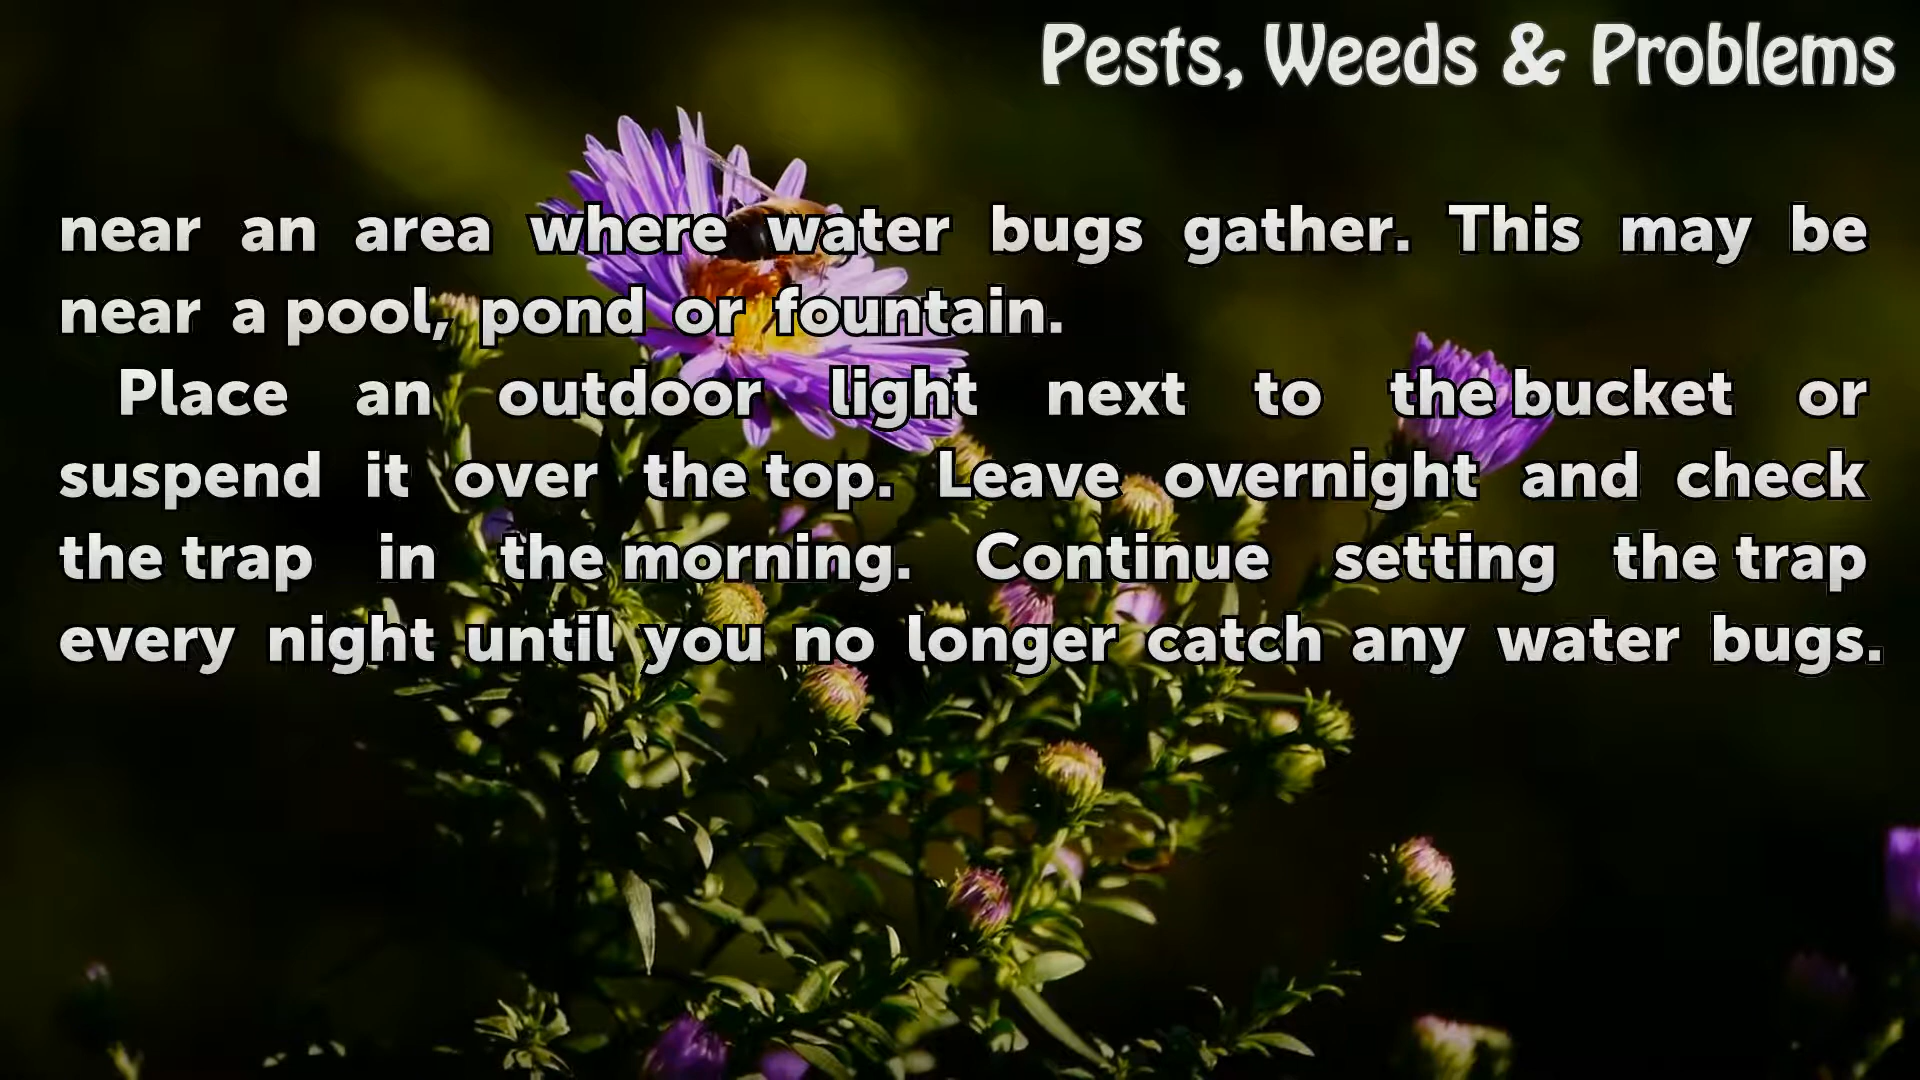 Pests, Weeds & Problems
near an area where water bugs gather. This may be
near a pool, pond or fountain.
Place an outdoor light next to the bucket or
suspend it over the top. Leave overnight and check
the trap in the morning. Continue setting the trap
every night until you no longer catch any water bugs.